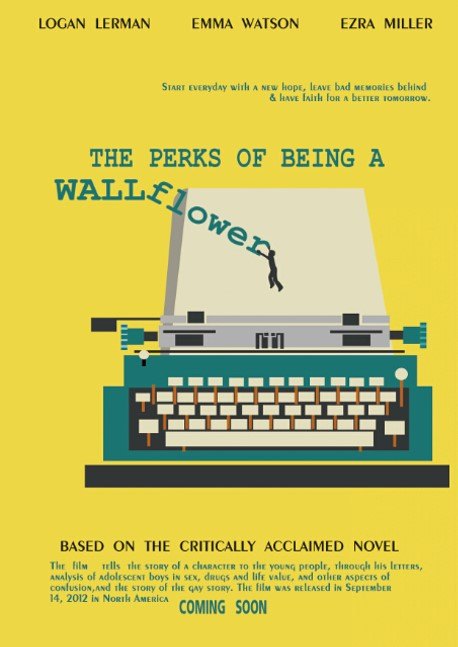 LOGAN LERMAN EMMA WATSON EZRA MILLER
Start everyday with a new hope, leave bad memories behind
& have faith for a better tomorrow.
THE PERKS OF BEING A
WALLflower
BASED ON THE CRITICALLY ACCLAIMED NOVEL
The film tells the story of a character to the young people, through his letters,
analysis of adolescent boys in sex, drugs and life value, and other aspects of
confusion,and the story of the gay story. The film was released in September
14, 2012 in North America
COMING SOON